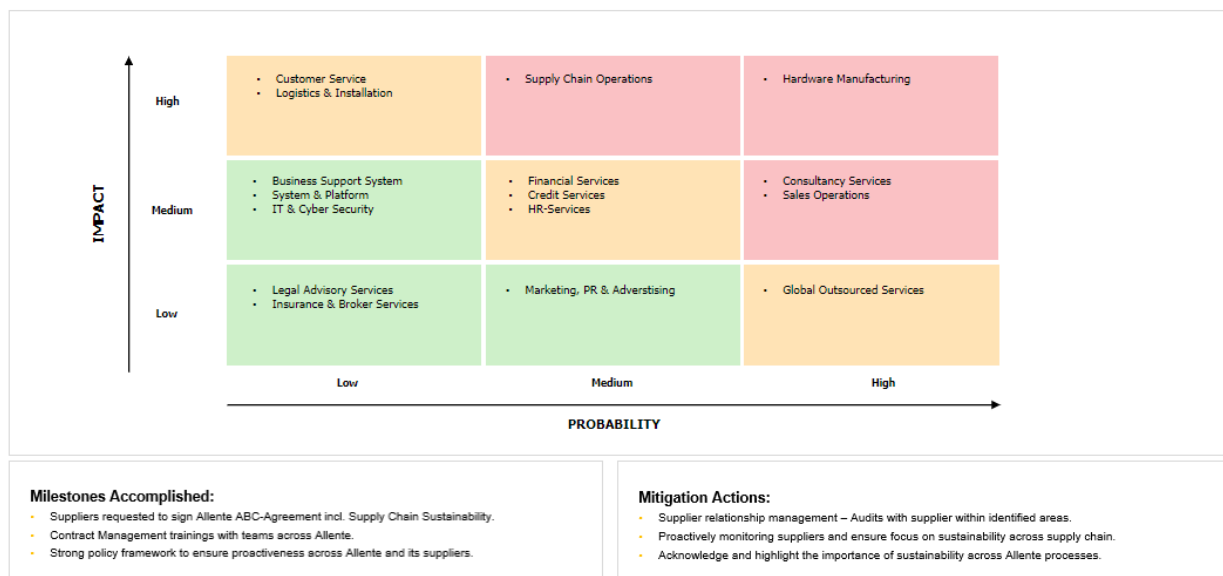 IMPACT
High
• Customer Service
• Logistics & Installation
• Supply Chain Operations
• Hardware Manufacturing
Medium
• Business Support System
• System & Platform
• IT & Cyber Security
• Financial Services
• Credit Services
• HR-Services
• Consultancy Services
• Sales Operations
Low
• Legal Advisory Services
• Insurance & Broker Services
• Marketing, PR & Adverstising
• Global Outsourced Services
Low
Medium
High
PROBABILITY
Milestones Accomplished:
• Suppliers requested to sign Allente ABC-Agreement incl. Supply Chain Sustainability.
• Contract Management trainings with teams across Allente.
• Strong policy framework to ensure proactiveness across Allente and its suppliers.
Mitigation Actions:
• Supplier relationship management – Audits with supplier within identified areas.
• Proactively monitoring suppliers and ensure focus on sustainability across supply chain.
• Acknowledge and highlight the importance of sustainability across Allente processes.